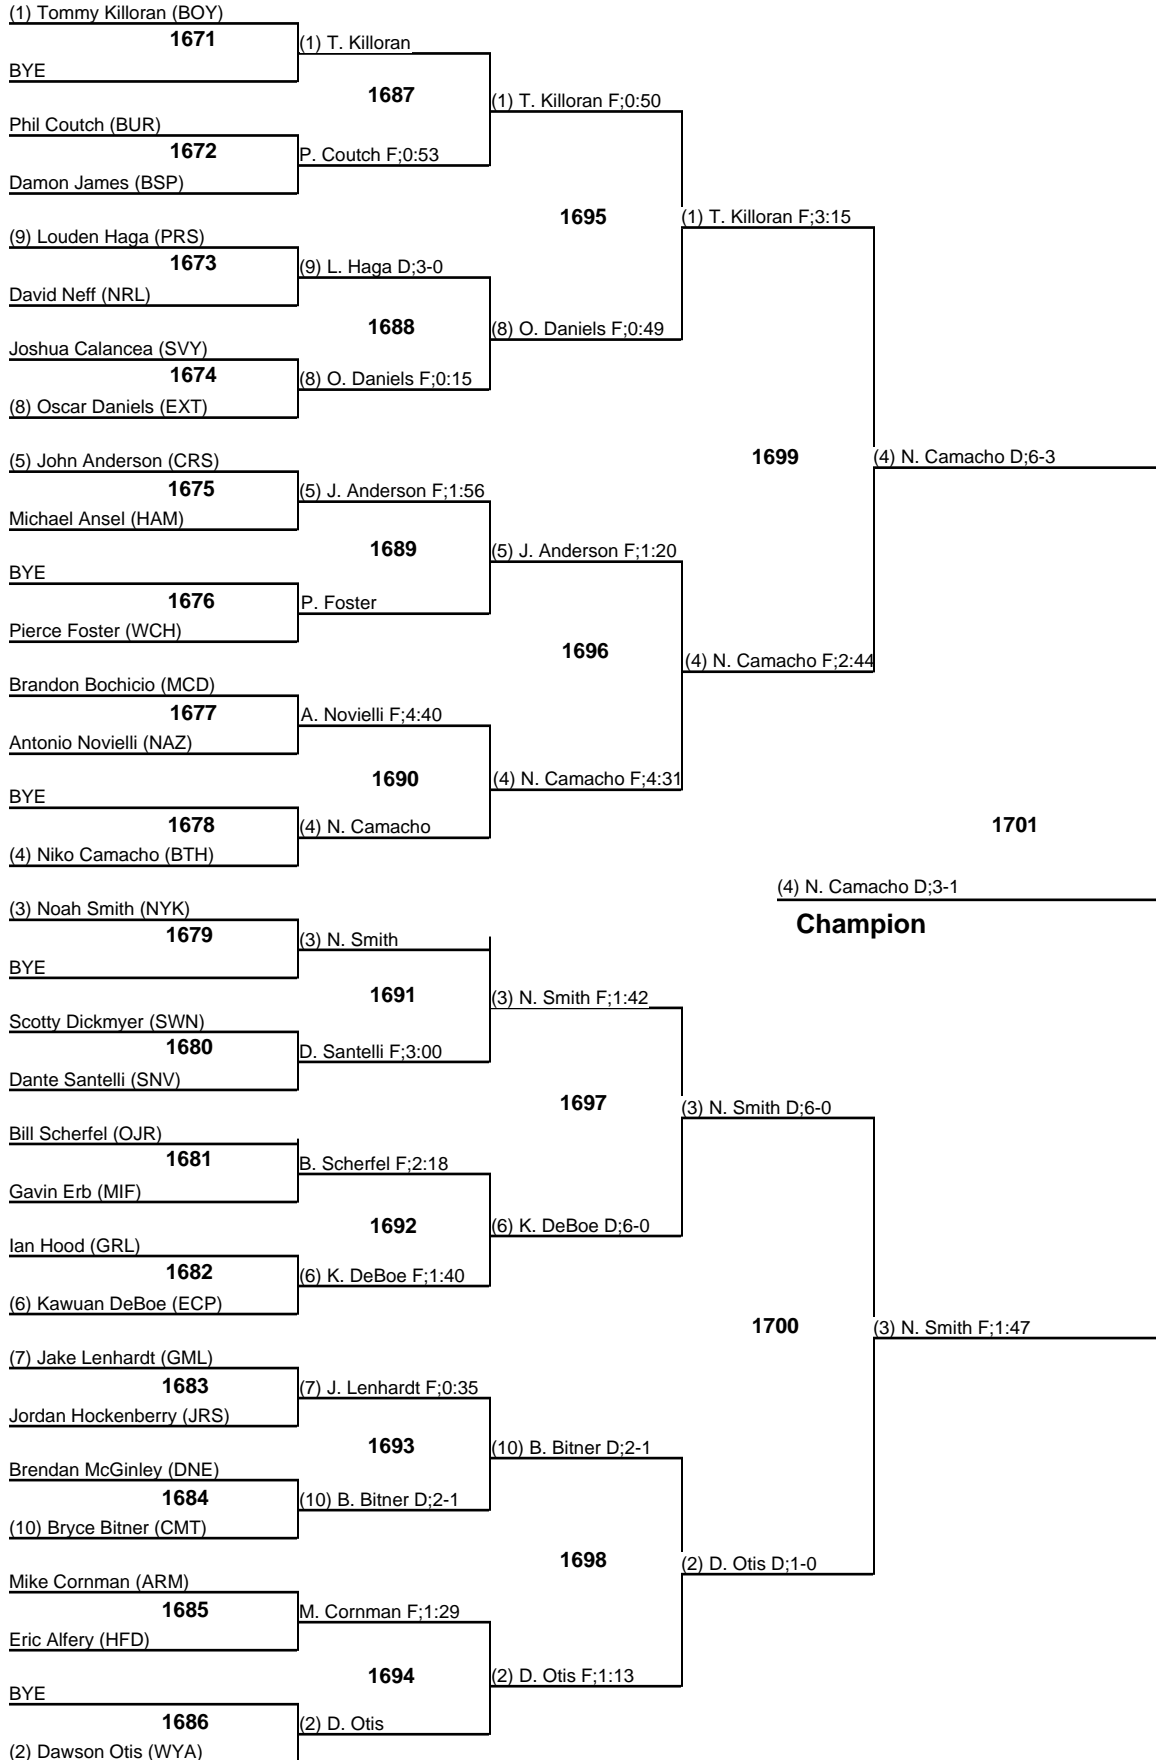 (1) Tommy Killoran (BOY)
1671
BYE
(1) T. Killoran
1687
Phil Coutch (BUR)
1672
Damon James (BSP)
P. Coutch F;0:53
(1) T. Killoran F;0:50
1695
(9) Louden Haga (PRS)
1673
David Neff (NRL)
(9) L. Haga D;3-0
1688
Joshua Calancea (SVY)
1674
(8) Oscar Daniels (EXT)
(8) O. Daniels F;0:15
(8) O. Daniels F;0:49
(1) T. Killoran F;3:15
1699
(5) John Anderson (CRS)
1675
Michael Ansel (HAM)
(5) J. Anderson F;1:56
1689
BYE
1676
Pierce Foster (WCH)
P. Foster
(5) J. Anderson F;1:20
1696
Brandon Bochicio (MCD)
1677
Antonio Novielli (NAZ)
A. Novielli F;4:40
1690
BYE
1678
(4) Niko Camacho (BTH)
(4) N. Camacho
(4) N. Camacho F;4:31
(4) N. Camacho F;2:44
(4) N. Camacho D;6-3
1701
(4) N. Camacho D;3-1
Champion
(3) Noah Smith (NYK)
1679
BYE
(3) N. Smith
1691
Scotty Dickmyer (SWN)
1680
Dante Santelli (SNV)
D. Santelli F;3:00
(3) N. Smith F;1:42
1697
Bill Scherfel (OJR)
1681
Gavin Erb (MIF)
B. Scherfel F;2:18
1692
Ian Hood (GRL)
1682
(6) Kawuan DeBoe (ECP)
(6) K. DeBoe F;1:40
(6) K. DeBoe D;6-0
(3) N. Smith D;6-0
1700
(7) Jake Lenhardt (GML)
1683
Jordan Hockenberry (JRS)
(7) J. Lenhardt F;0:35
1693
Brendan McGinley (DNE)
1684
(10) Bryce Bitner (CMT)
(10) B. Bitner D;2-1
(10) B. Bitner D;2-1
1698
Mike Cornman (ARM)
1685
Eric Alfery (HFD)
M. Cornman F;1:29
1694
BYE
1686
(2) Dawson Otis (WYA)
(2) D. Otis
(2) D. Otis F;1:13
(2) D. Otis D;1-0
(3) N. Smith F;1:47